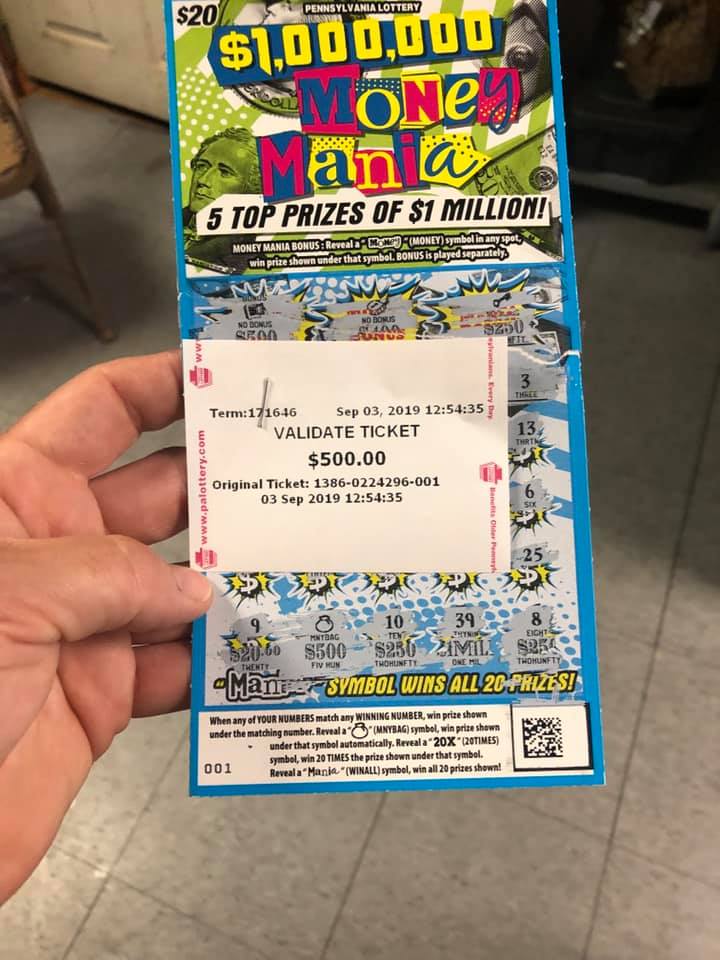 $20
PENNSYLVANIA LOTTERY
$1,000,000
Money
Mania
5 TOP PRIZES OF $1 MILLION!
MONEY MANIA BONUS: Reveal a "MONEY" (MONEY) symbol in any spot,
win prize shown under that symbol. BONUS is played separately.
NO BONUS
NO BONUS
$500
$250
3
THREE
13
6
SIX
25
www.palottery.com
Every Day.
Benefits Older
Term:171646 Sep 03, 2019 12:54:35
VALIDATE TICKET
$500.00
Original Ticket: 1386-0224296-001
03 Sep 2019 12:54:35
9 10 39 8
MNYBAG TEN EIGHT
$20.00 $500 $250 $1MIL
TWENTY FIV HUN TWOHUNFTY ONE MIL TWOHUNFTY
SYMBOL WINS ALL 20 PRIZES!
When any of YOUR NUMBERS match any WINNING NUMBER, win prize shown
under the matching number. Reveal a " " (MNYBAG) symbol, win prize shown
under that symbol automatically. Reveal a "20X" (20TIMES)
symbol, win 20 TIMES the prize shown under that symbol.
Reveal a "Mania" (WINALL) symbol, win all 20 prizes shown!
001